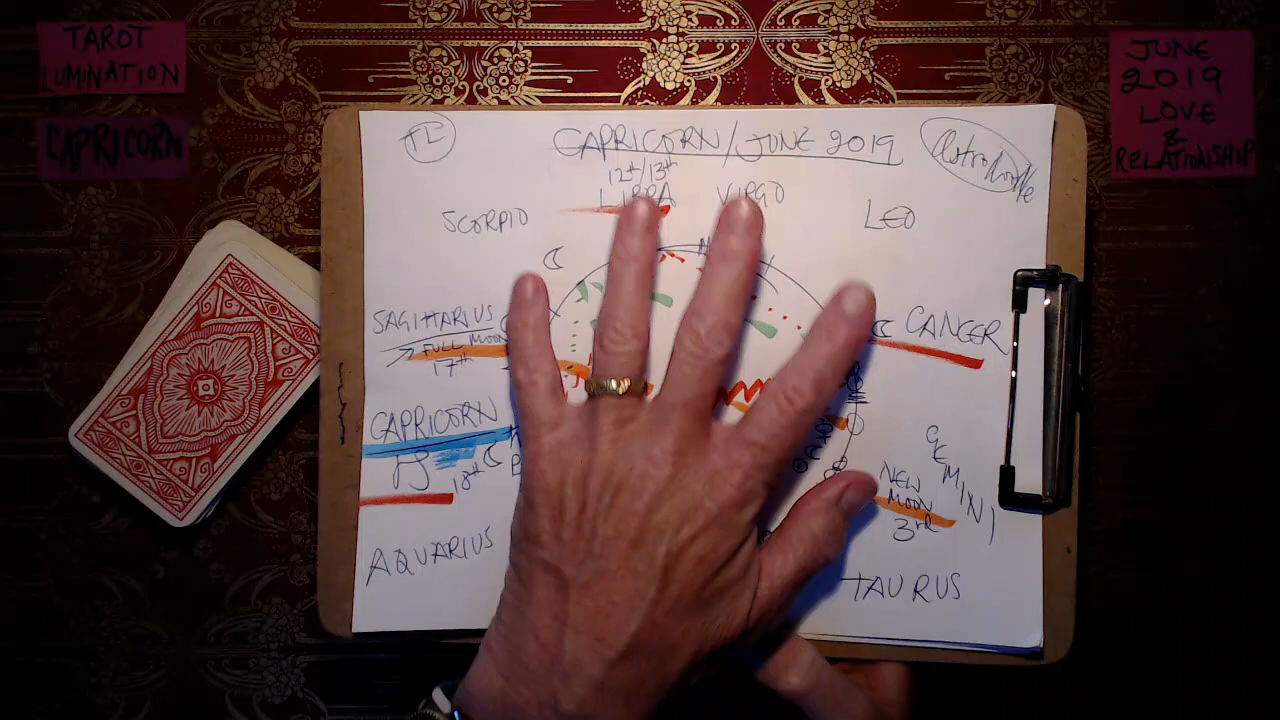 TAROT
LUMINATION
CAPRICORN
JUNE
2019
LOVE
&
RELATIONSHIP
TL
CAPRICORN/JUNE 2019
12th/13th
LIBRA
VIRGO
SCORPIO
LEO
SAGITTARIUS
FULL MOON
17th
CANCER
CAPRICORN
18th
GEMINI
NEW
MOON
3rd
AQUARIUS
TAURUS